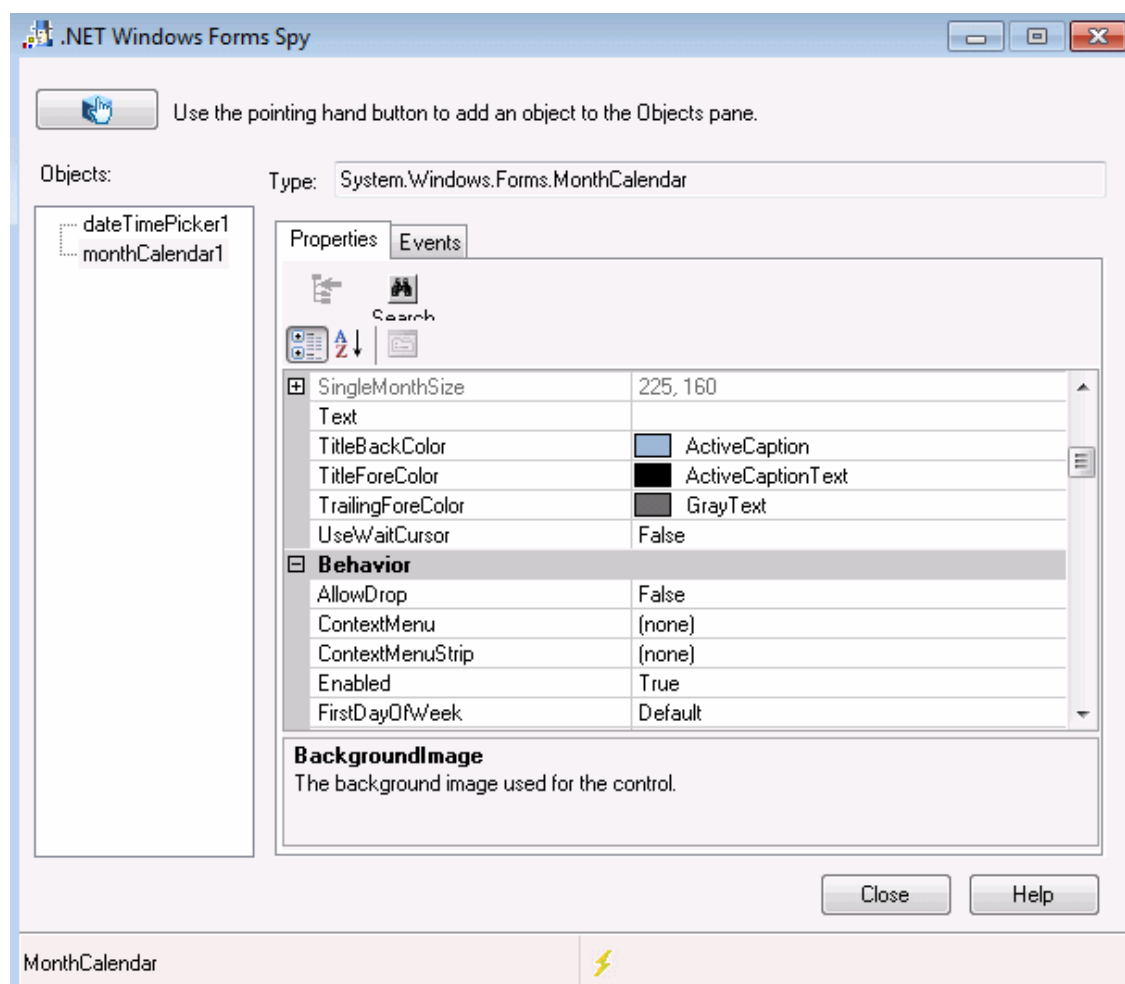 .NET Windows Forms Spy
Use the pointing hand button to add an object to the Objects pane.
Objects:
Type: System.Windows.Forms.MonthCalendar
dateTimePicker1
monthCalendar1
Properties Events
Search
SingleMonthSize 225, 160
Text
TitleBackColor ActiveCaption
TitleForeColor ActiveCaptionText
TrailingForeColor GrayText
UseWaitCursor False
Behavior
AllowDrop False
ContextMenu (none)
ContextMenuStrip (none)
Enabled True
FirstDayOfWeek Default
BackgroundImage
The background image used for the control.
Close Help
MonthCalendar